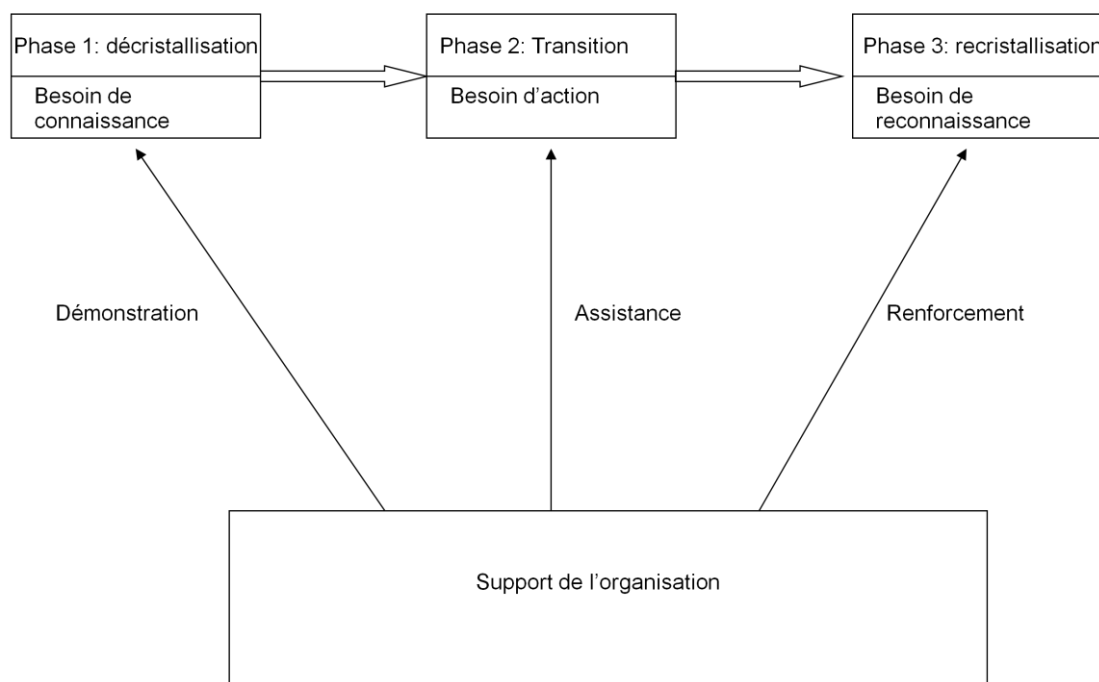 Phase 1: décristallisation
Phase 2: Transition
Phase 3: recristallisation
Besoin de
connaissance
Besoin d’action
Besoin de
reconnaissance
Démonstration
Assistance
Renforcement
Support de l’organisation